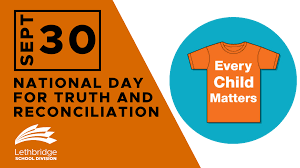 SEPT 30
NATIONAL DAY
FOR TRUTH AND
RECONCILIATION
Lethbridge
SCHOOL DIVISION
Every
Child
Matters